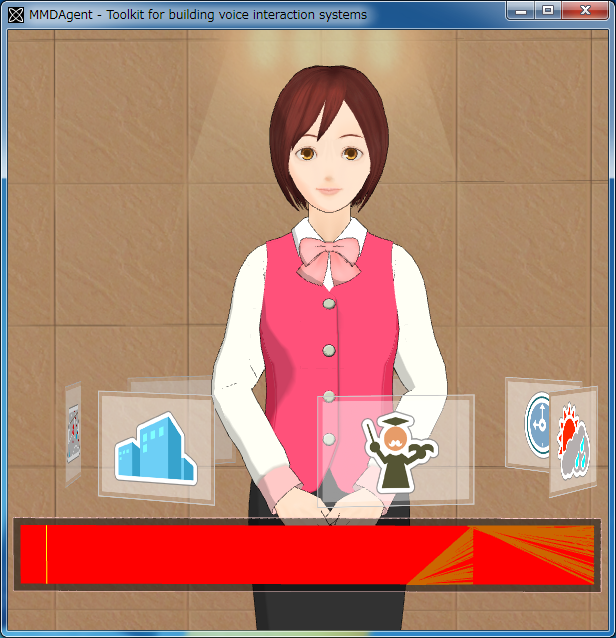 MMDAgent - Toolkit for building voice interaction systems